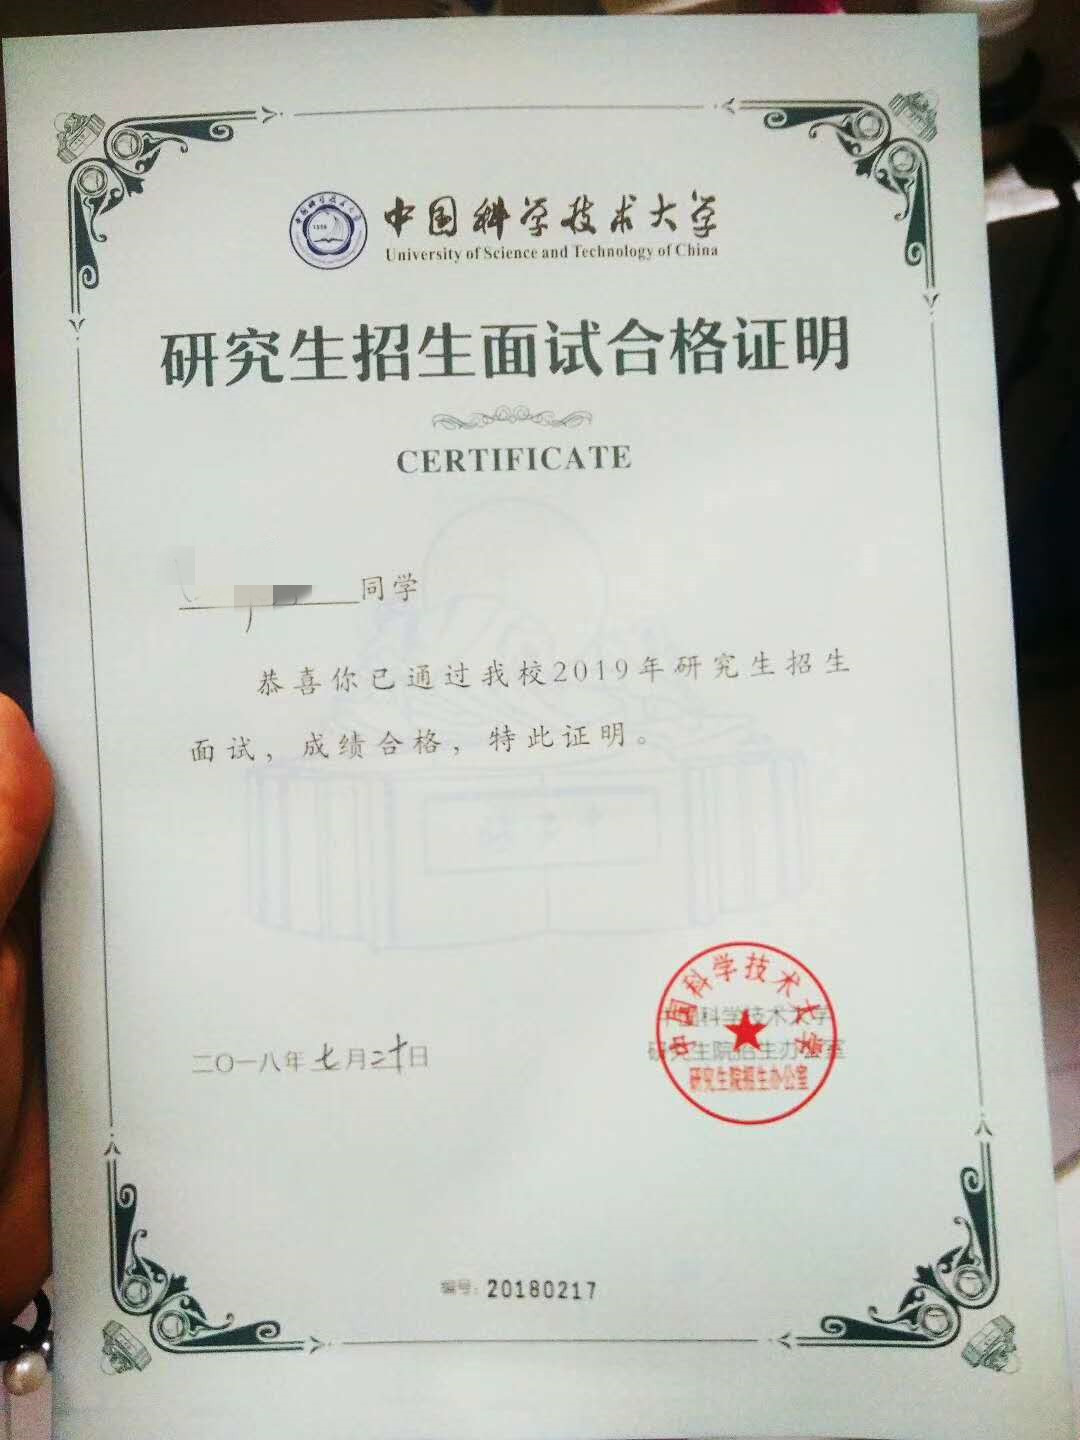 中国科学技术大学
University of Science and Technology of China
研究生招生面试合格证明
CERTIFICATE
同学
恭喜你已通过我校2019年研究生招生
面试，成绩合格，特此证明。
中国科学技术大学
研究生院招生办公室
二〇一八年七月二十日
中国科学技术大学
研究生院招生办公室
编号：20180217